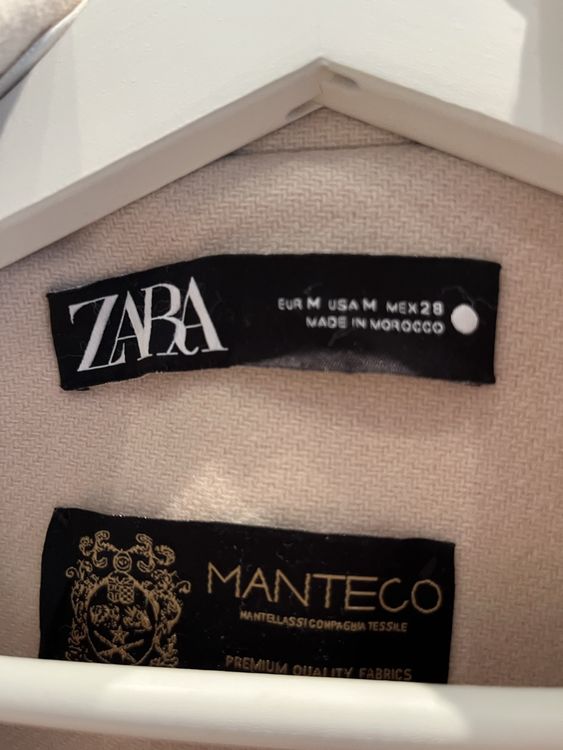 ZARA
EUR M USA M MEX 28
MADE IN MOROCCO
MANTECO
MANTELLASSI COMPAGNIA TESSILE
PREMIUM QUALITY FABRICS